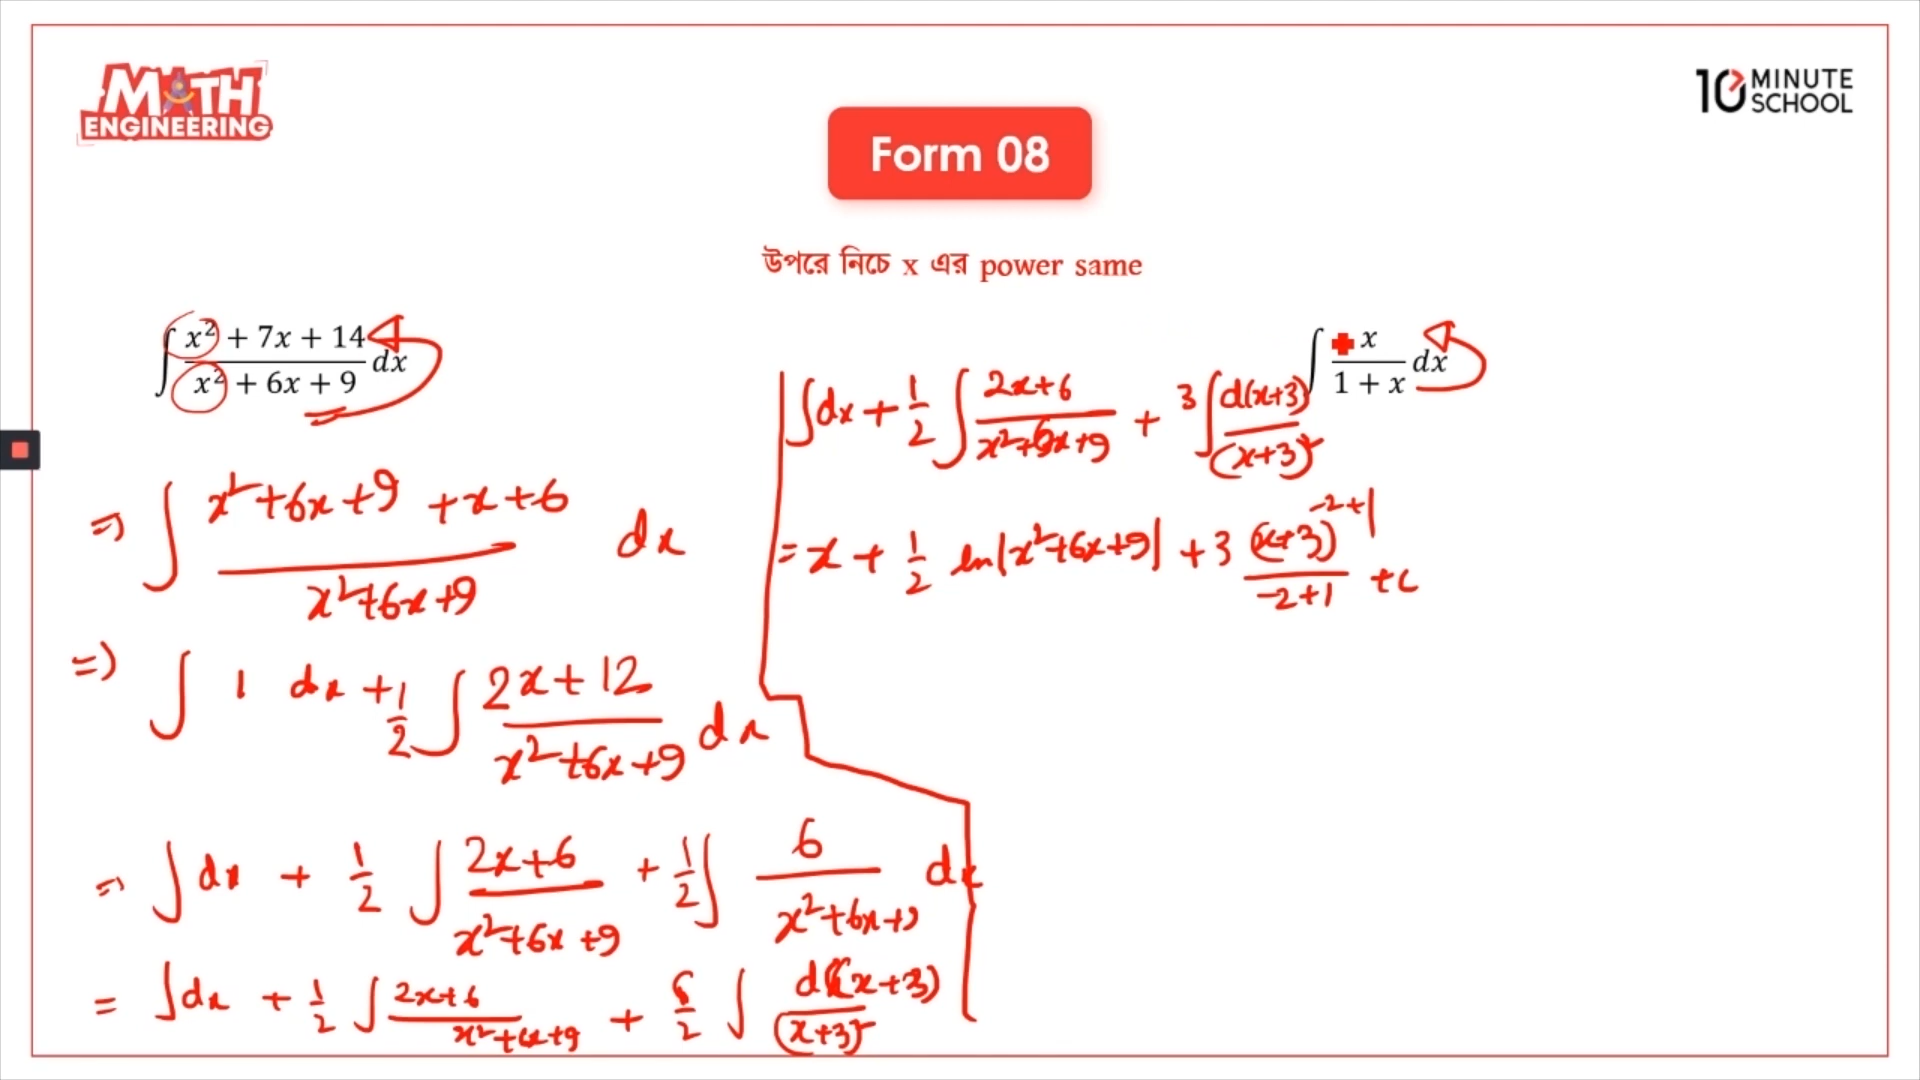 MATH
ENGINEERING
10 MINUTE
SCHOOL
Form 08
উপরে নিচে x এর power same
∫ (x² + 7x + 14)/(x² + 6x + 9) dx
⇒ ∫ (x²+6x+9 +x+6)/(x²+6x+9) dx
⇒ ∫ 1 dx + 1/2 ∫ (2x+12)/(x²+6x+9) dx
⇒ ∫ dx + 1/2 ∫ (2x+6)/(x²+6x+9) + 1/2 ∫ 6/(x²+6x+9) dx
= ∫dx + 1/2 ∫ (2x+6)/(x²+6x+9) + 6/2 ∫ d(x+3)/(x+3)²
∫ x/(1 + x) dx
∫dx + 1/2 ∫ (2x+6)/(x²+6x+9) + 3 ∫ d(x+3)/(x+3)²
= x + 1/2 ln|x²+6x+9| + 3 (x+3)^(-2+1)/(-2+1) +c